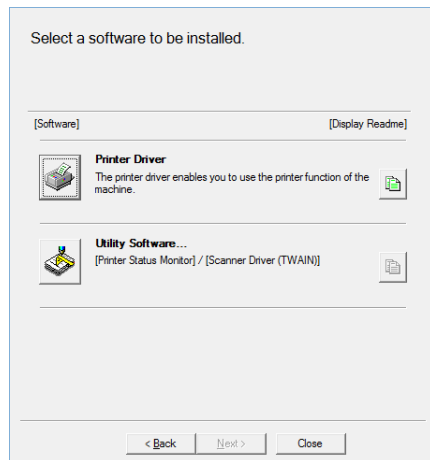 Select a software to be installed.
[Software] [Display Readme]
Printer Driver
The printer driver enables you to use the printer function of the
machine.
Utility Software...
[Printer Status Monitor] / [Scanner Driver (TWAIN)]
< Back Next > Close